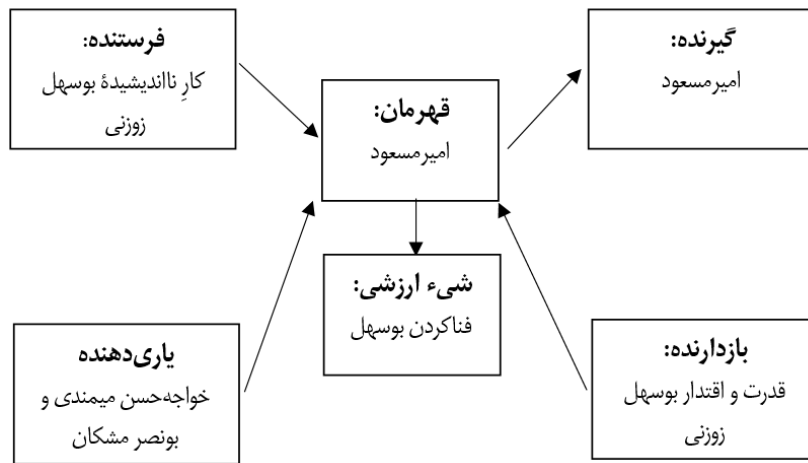 فرستنده:
کارِ نااندیشیدۀ بوسهل
زوزنی
گیرنده:
امیرمسعود
قهرمان:
امیرمسعود
شیء ارزشی:
فناکردن بوسهل
یاری‌دهنده
خواجه‌حسن میمندی و
بونصر مشکان
بازدارنده:
قدرت و اقتدار بوسهل
زوزنی